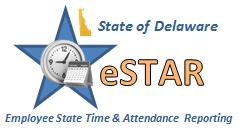 State of Delaware
eSTAR
Employee State Time & Attendance Reporting